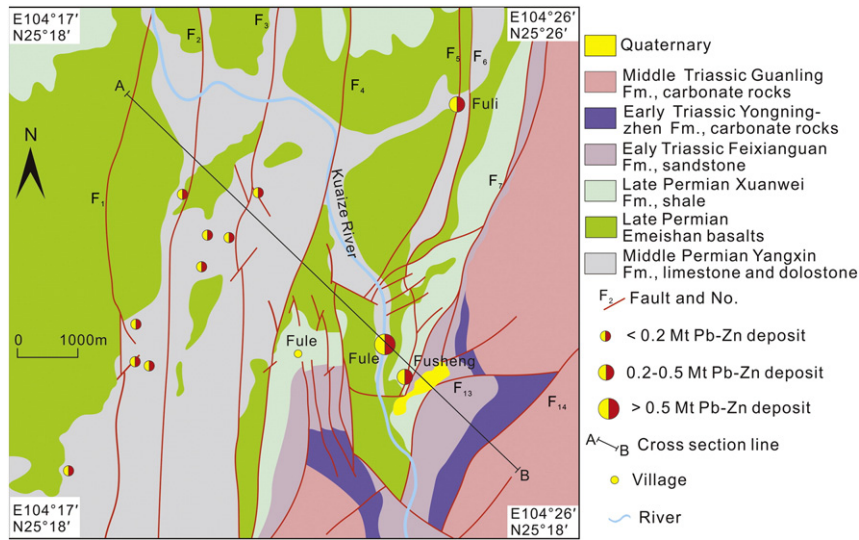 E104°17′
N25°18′
E104°26′
N25°26′
F2
F3
F4
F5
F6
A
Fuli
N
F1
Kuaize River
F7
0 1000m
Fule
Fule
Fusheng
F13
F14
B
E104°17′
N25°18′
E104°26′
N25°18′
Quaternary
Middle Triassic Guanling
Fm., carbonate rocks
Early Triassic Yongning-
zhen Fm., carbonate rocks
Ealy Triassic Feixianguan
Fm., sandstone
Late Permian Xuanwei
Fm., shale
Late Permian
Emeishan basalts
Middle Permian Yangxin
Fm., limestone and dolostone
F2 Fault and No.
< 0.2 Mt Pb-Zn deposit
0.2-0.5 Mt Pb-Zn deposit
> 0.5 Mt Pb-Zn deposit
A B Cross section line
Village
River